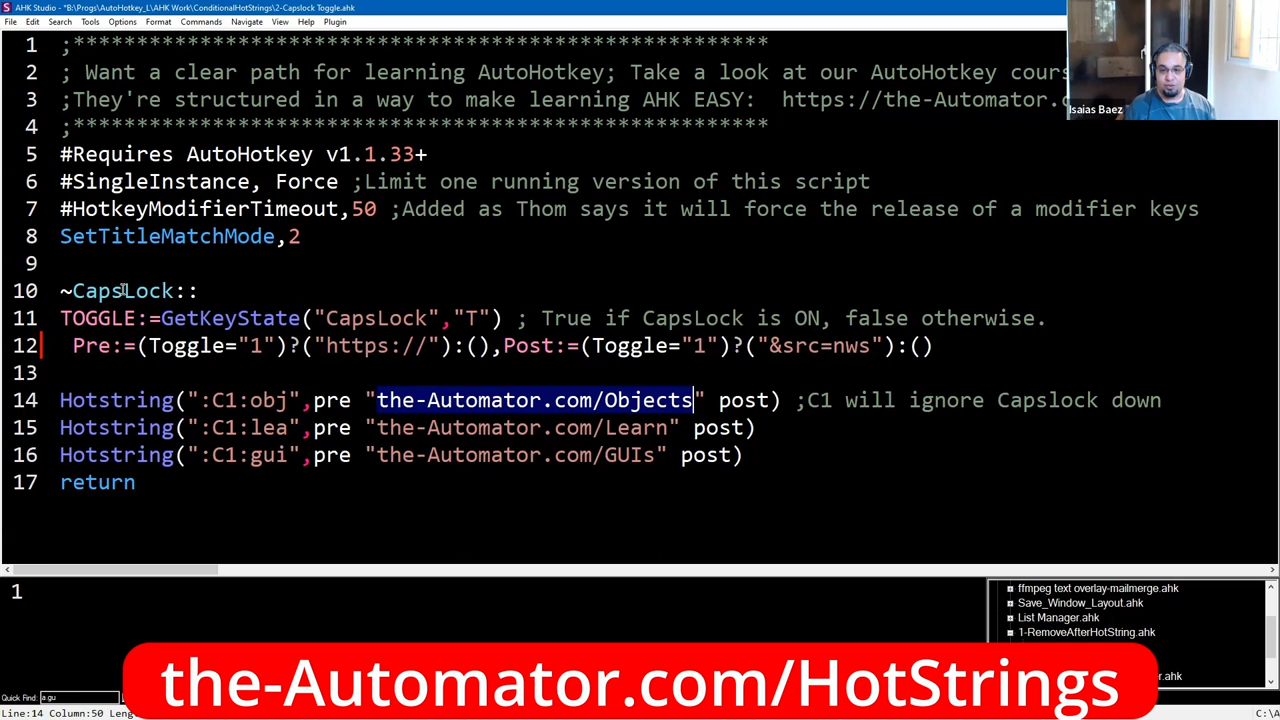 AHK Studio - *B:\Progs\AutoHotkey_L\AHK Work\ConditionalHotStrings\2-Capslock Toggle.ahk
File Edit Search Tools Options Format Commands Navigate View Help Plugin
1 ;******************************************************
2 ; Want a clear path for learning AutoHotkey; Take a look at our AutoHotkey cours
3 ;They're structured in a way to make learning AHK EASY: https://the-Automator.c
4 ;******************************************************
5 #Requires AutoHotkey v1.1.33+
6 #SingleInstance, Force ;Limit one running version of this script
7 #HotkeyModifierTimeout,50 ;Added as Thom says it will force the release of a modifier keys
8 SetTitleMatchMode,2
9
10 ~CapsLock::
11 TOGGLE:=GetKeyState("CapsLock","T") ; True if CapsLock is ON, false otherwise.
12 Pre:=(Toggle="1")?("https://"):(),Post:=(Toggle="1")?("&src=nws"):()
13
14 Hotstring(":C1:obj",pre "the-Automator.com/Objects" post) ;C1 will ignore Capslock down
15 Hotstring(":C1:lea",pre "the-Automator.com/Learn" post)
16 Hotstring(":C1:gui",pre "the-Automator.com/GUIs" post)
17 return
Isaias Baez
1
ffmpeg text overlay-mailmerge.ahk
Save_Window_Layout.ahk
List Manager.ahk
1-RemoveAfterHotString.ahk
.ahk
the-Automator.com/HotStrings
Quick Find: a.gu
Line:14 Column:50 Leng
C:\A